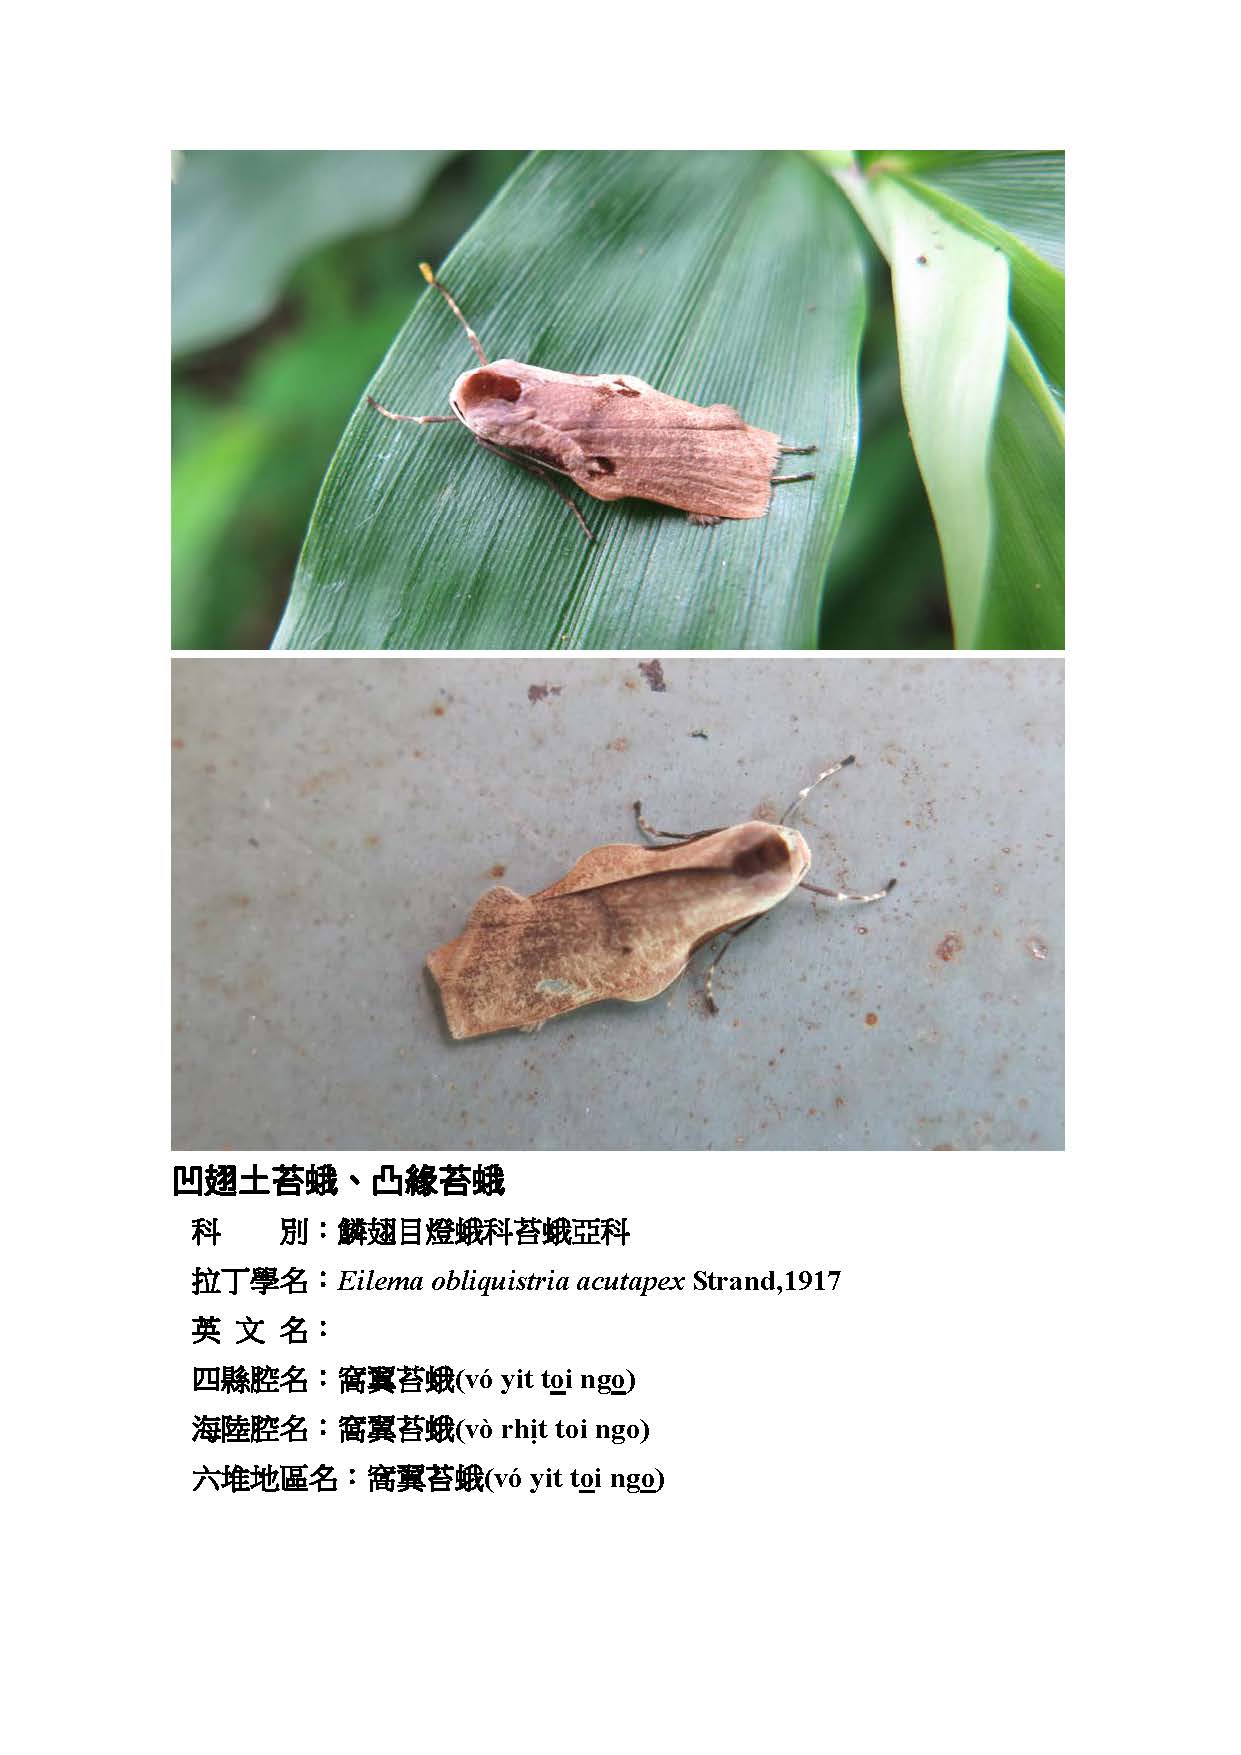 凹翅土苔蛾、凸緣苔蛾
科　　別：鱗翅目燈蛾科苔蛾亞科
拉丁學名：Eilema obliquistria acutapex Strand,1917
英 文 名：
四縣腔名：窩翼苔蛾(vó yit to̲i ngo̲)
海陸腔名：窩翼苔蛾(vò rhi̍t toi ngo)
六堆地區名：窩翼苔蛾(vó yit to̲i ngo̲)